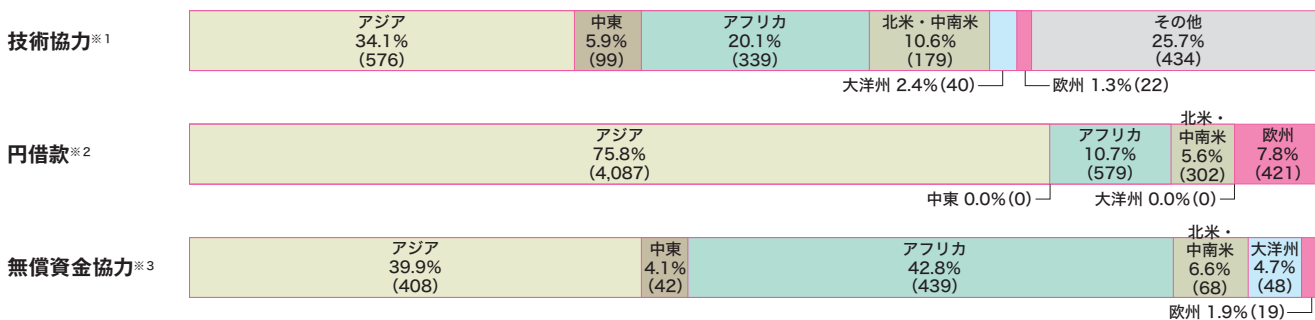 技術協力※1
アジア
34.1%
(576)
中東
5.9%
(99)
アフリカ
20.1%
(339)
北米・中南米
10.6%
(179)
その他
25.7%
(434)
大洋州 2.4%(40)
欧州 1.3%(22)
円借款※2
アジア
75.8%
(4,087)
アフリカ
10.7%
(579)
北米・
中南米
5.6%
(302)
欧州
7.8%
(421)
中東 0.0%(0)
大洋州 0.0%(0)
無償資金協力※3
アジア
39.9%
(408)
中東
4.1%
(42)
アフリカ
42.8%
(439)
北米・
中南米
6.6%
(68)
大洋州
4.7%
(48)
欧州 1.9%(19)